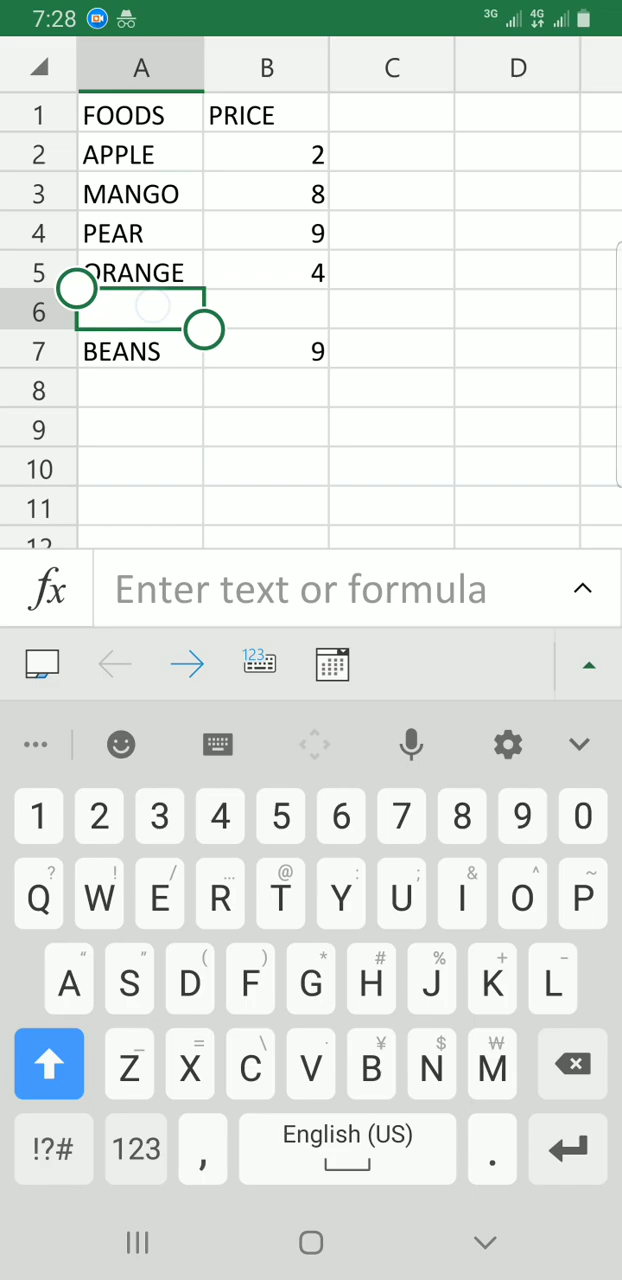 7:28 3G 4G
A B C D
1 FOODS PRICE
2 APPLE 2
3 MANGO 8
4 PEAR 9
5 ORANGE 4
6
7 BEANS 9
8
9
10
11
12
fx Enter text or formula
123
1 2 3 4 5 6 7 8 9 0
? ! / ... @ : ; & ^ ~
Q W E R T Y U I O P
“ ” ( ) * # % + -
A S D F G H J K L
_ = \ · ¥ $ ₩
Z X C V B N M
!?# 123 , English (US) .